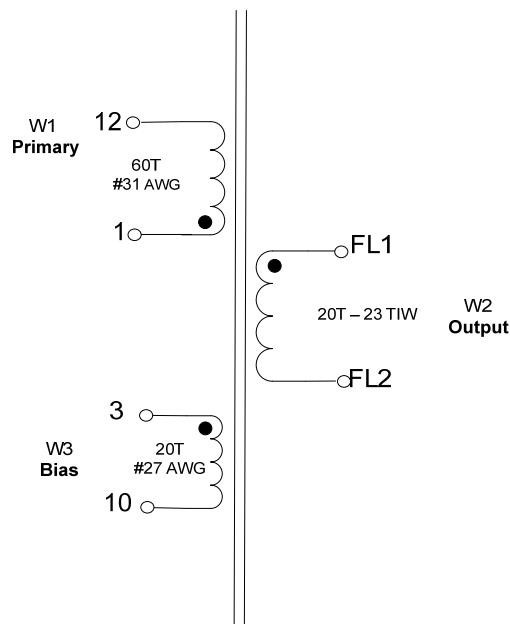 W1
Primary
12
60T
#31 AWG
1
FL1
20T – 23 TIW
W2
Output
FL2
3
W3
Bias
20T
#27 AWG
10